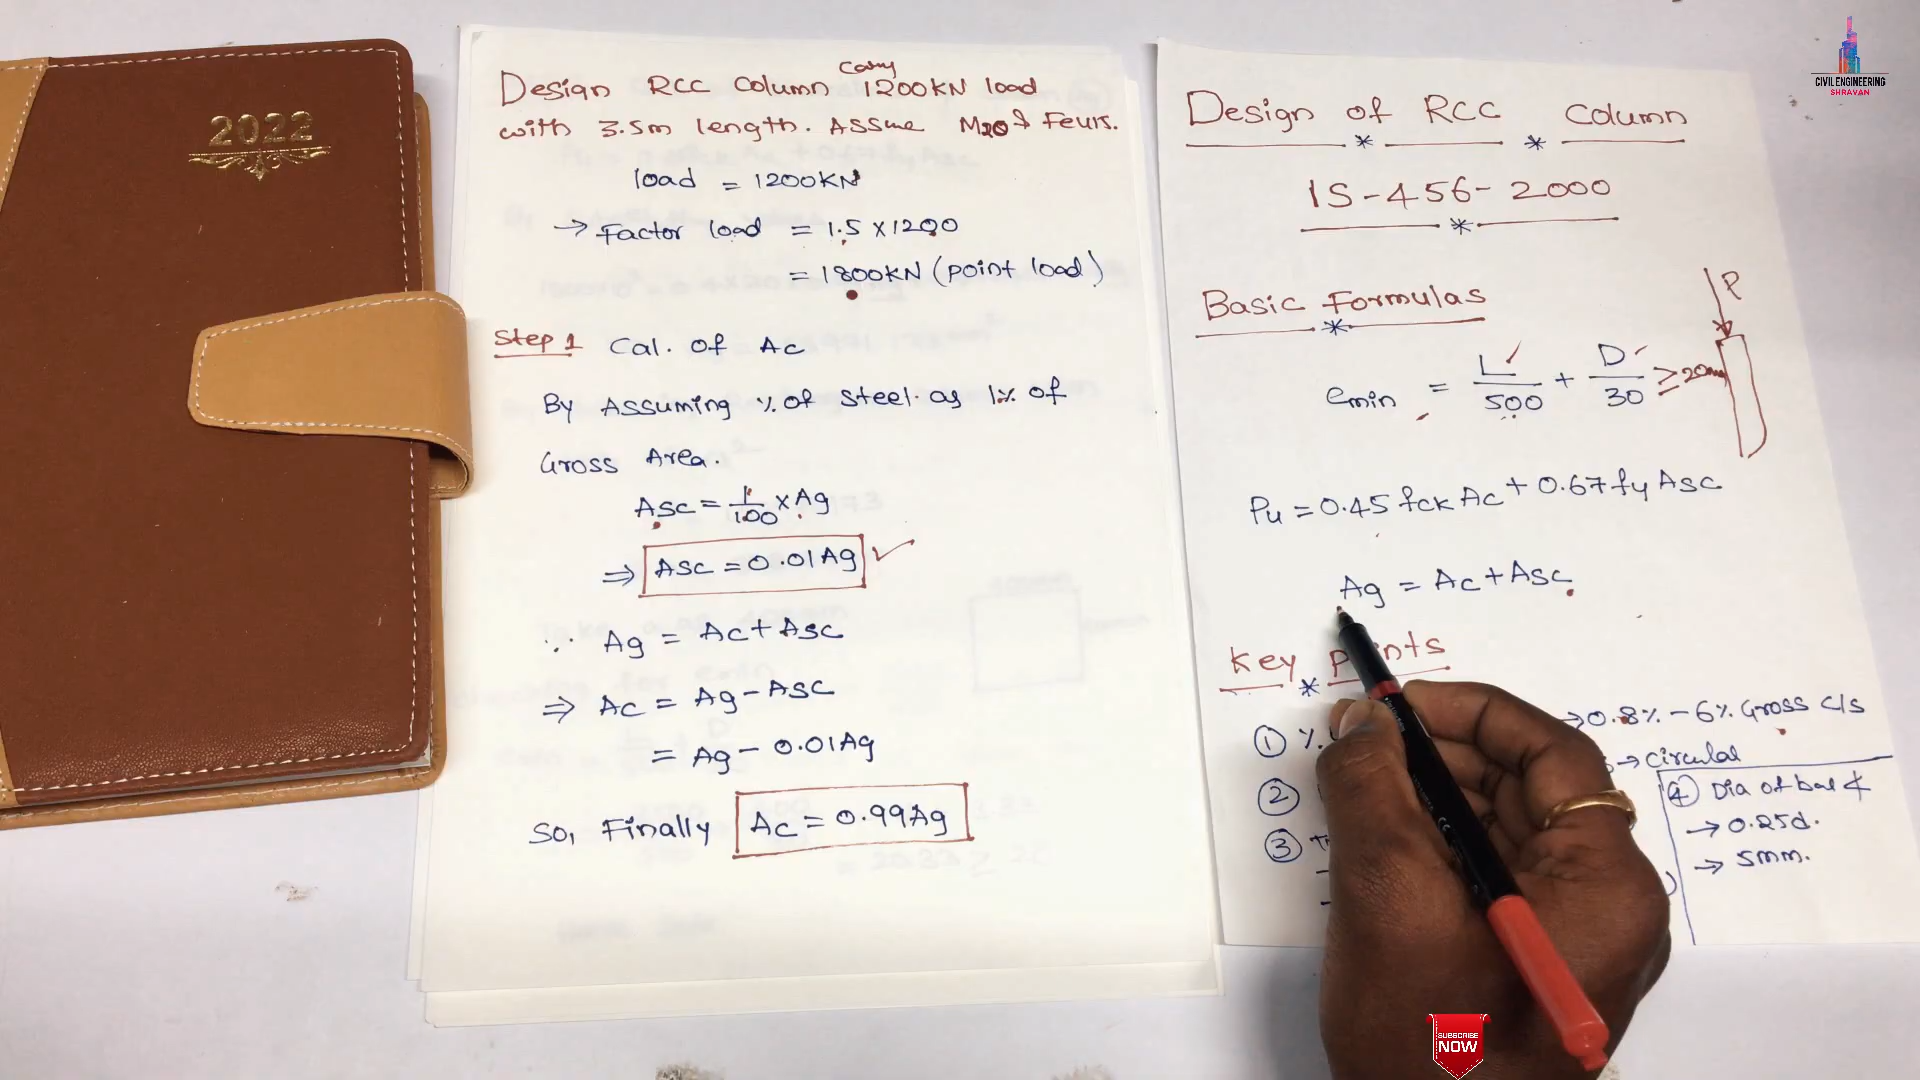 2022
Carry
Design RCC Column 1200KN load
with 3.5m length. Assme M20 & Fe415.
load = 1200KN
→ Factor load = 1.5 x 1200
= 1800KN (point load)
Step 1 Cal. of Ac
By Assuming % of steel as 1% of
Gross Area.
Asc = 1/100 x Ag
⇒ Asc = 0.01Ag ✓
∵ Ag = Ac + Asc
⇒ Ac = Ag - Asc
= Ag - 0.01Ag
So, Finally Ac = 0.99Ag
Design of RCC Column
IS-456-2000
Basic Formulas
P
emin = L/500 + D/30 ≥ 20mm
Pu = 0.45 fck Ac + 0.67 fy Asc
Ag = Ac + Asc
Key
① %
→ 0.8% - 6% Gross c/s
②
→ circular
③
④ Dia of bar
→ 0.25d.
→ 5mm.
CIVIL ENGINEERING
SHRAVAN
SUBSCRIBE
NOW